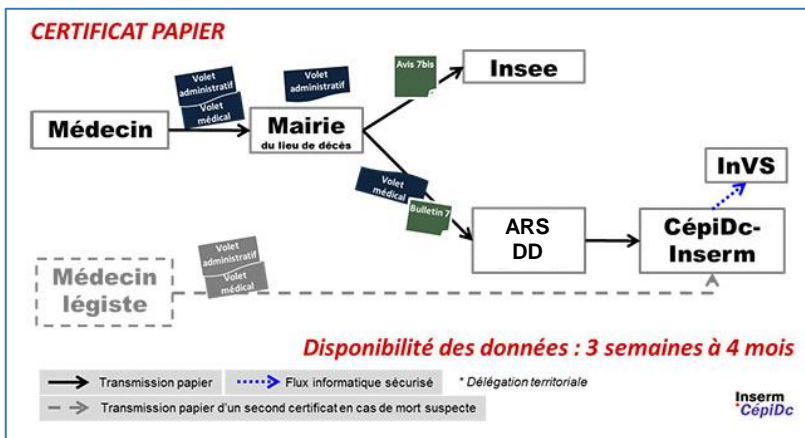 CERTIFICAT PAPIER
Volet
administratif
Volet
médical
Volet
administratif
Avis 7bis
Insee
Médecin
Mairie
du lieu de décès
InVS
Volet
médical
Bulletin 7
ARS
DD
CépiDc-
Inserm
Médecin
légiste
Volet
administratif
Volet
médical
Disponibilité des données : 3 semaines à 4 mois
Transmission papier
Flux informatique sécurisé
* Délégation territoriale
Transmission papier d'un second certificat en cas de mort suspecte
Inserm
CépiDc